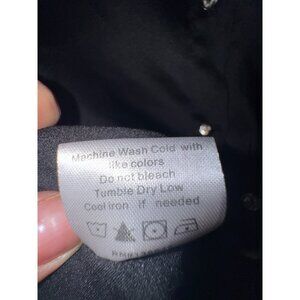 Machine Wash Cold with
like colors
Do not bleach
Tumble Dry Low
Cool iron if needed